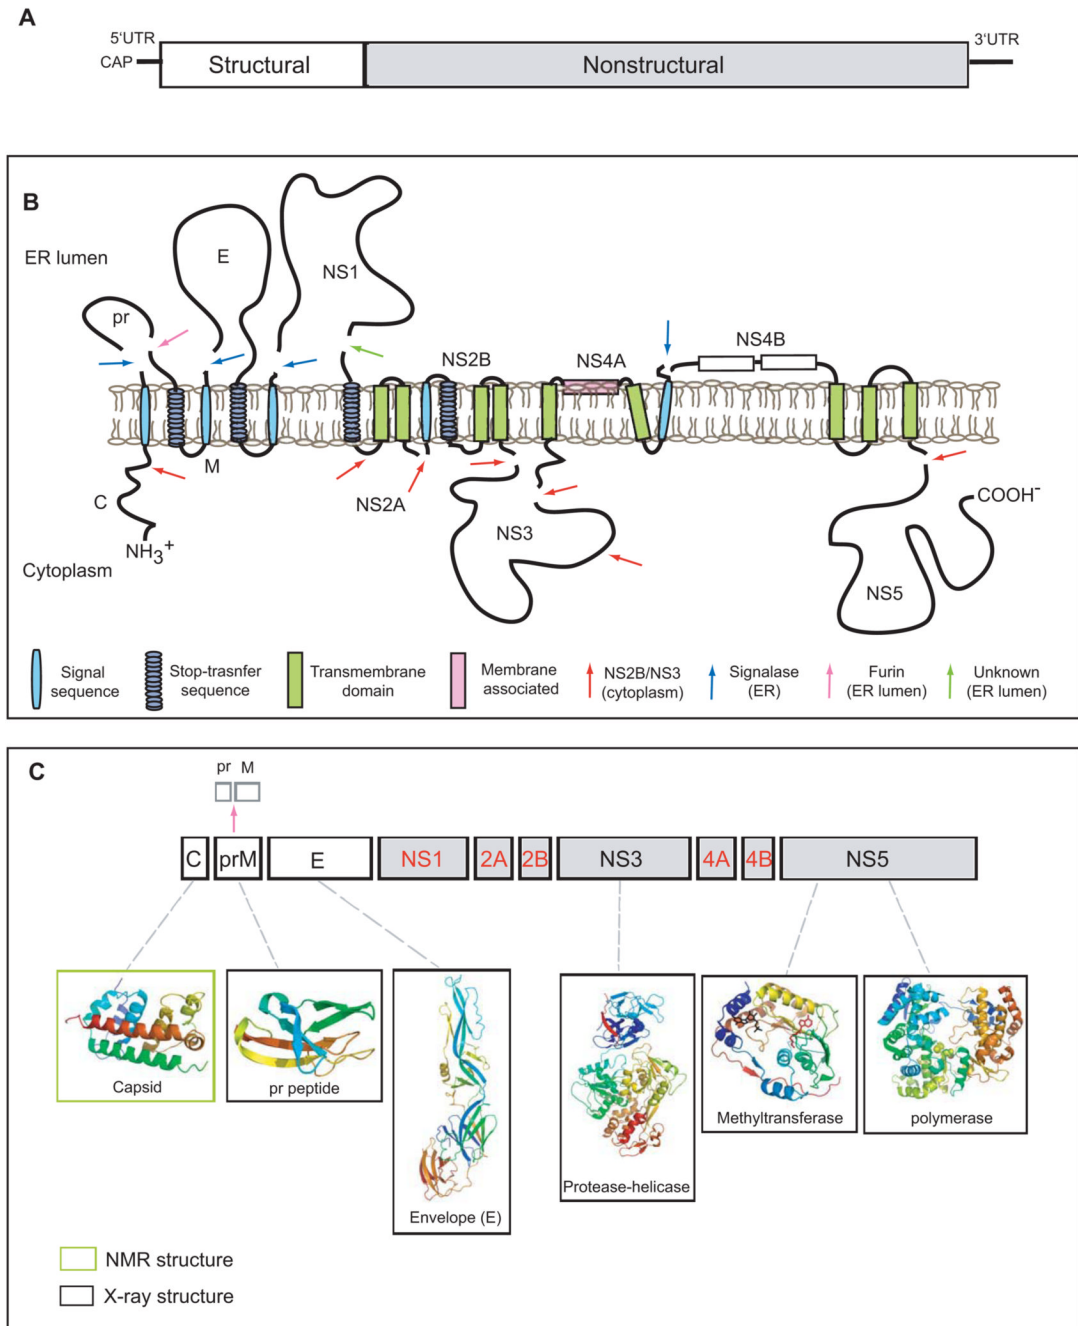 A
5'UTR
3'UTR
CAP
Structural
Nonstructural
B
ER lumen
E
NS1
pr
NS2B
NS4A
NS4B
M
C
NS2A
NS3
NH3+
COOH-
Cytoplasm
NS5
Signal
sequence
Stop-trasnfer
sequence
Transmembrane
domain
Membrane
associated
NS2B/NS3
(cytoplasm)
Signalase
(ER)
Furin
(ER lumen)
Unknown
(ER lumen)
C
pr M
C prM E NS1 2A 2B NS3 4A 4B NS5
Capsid
pr peptide
Envelope (E)
Protease-helicase
Methyltransferase
polymerase
NMR structure
X-ray structure